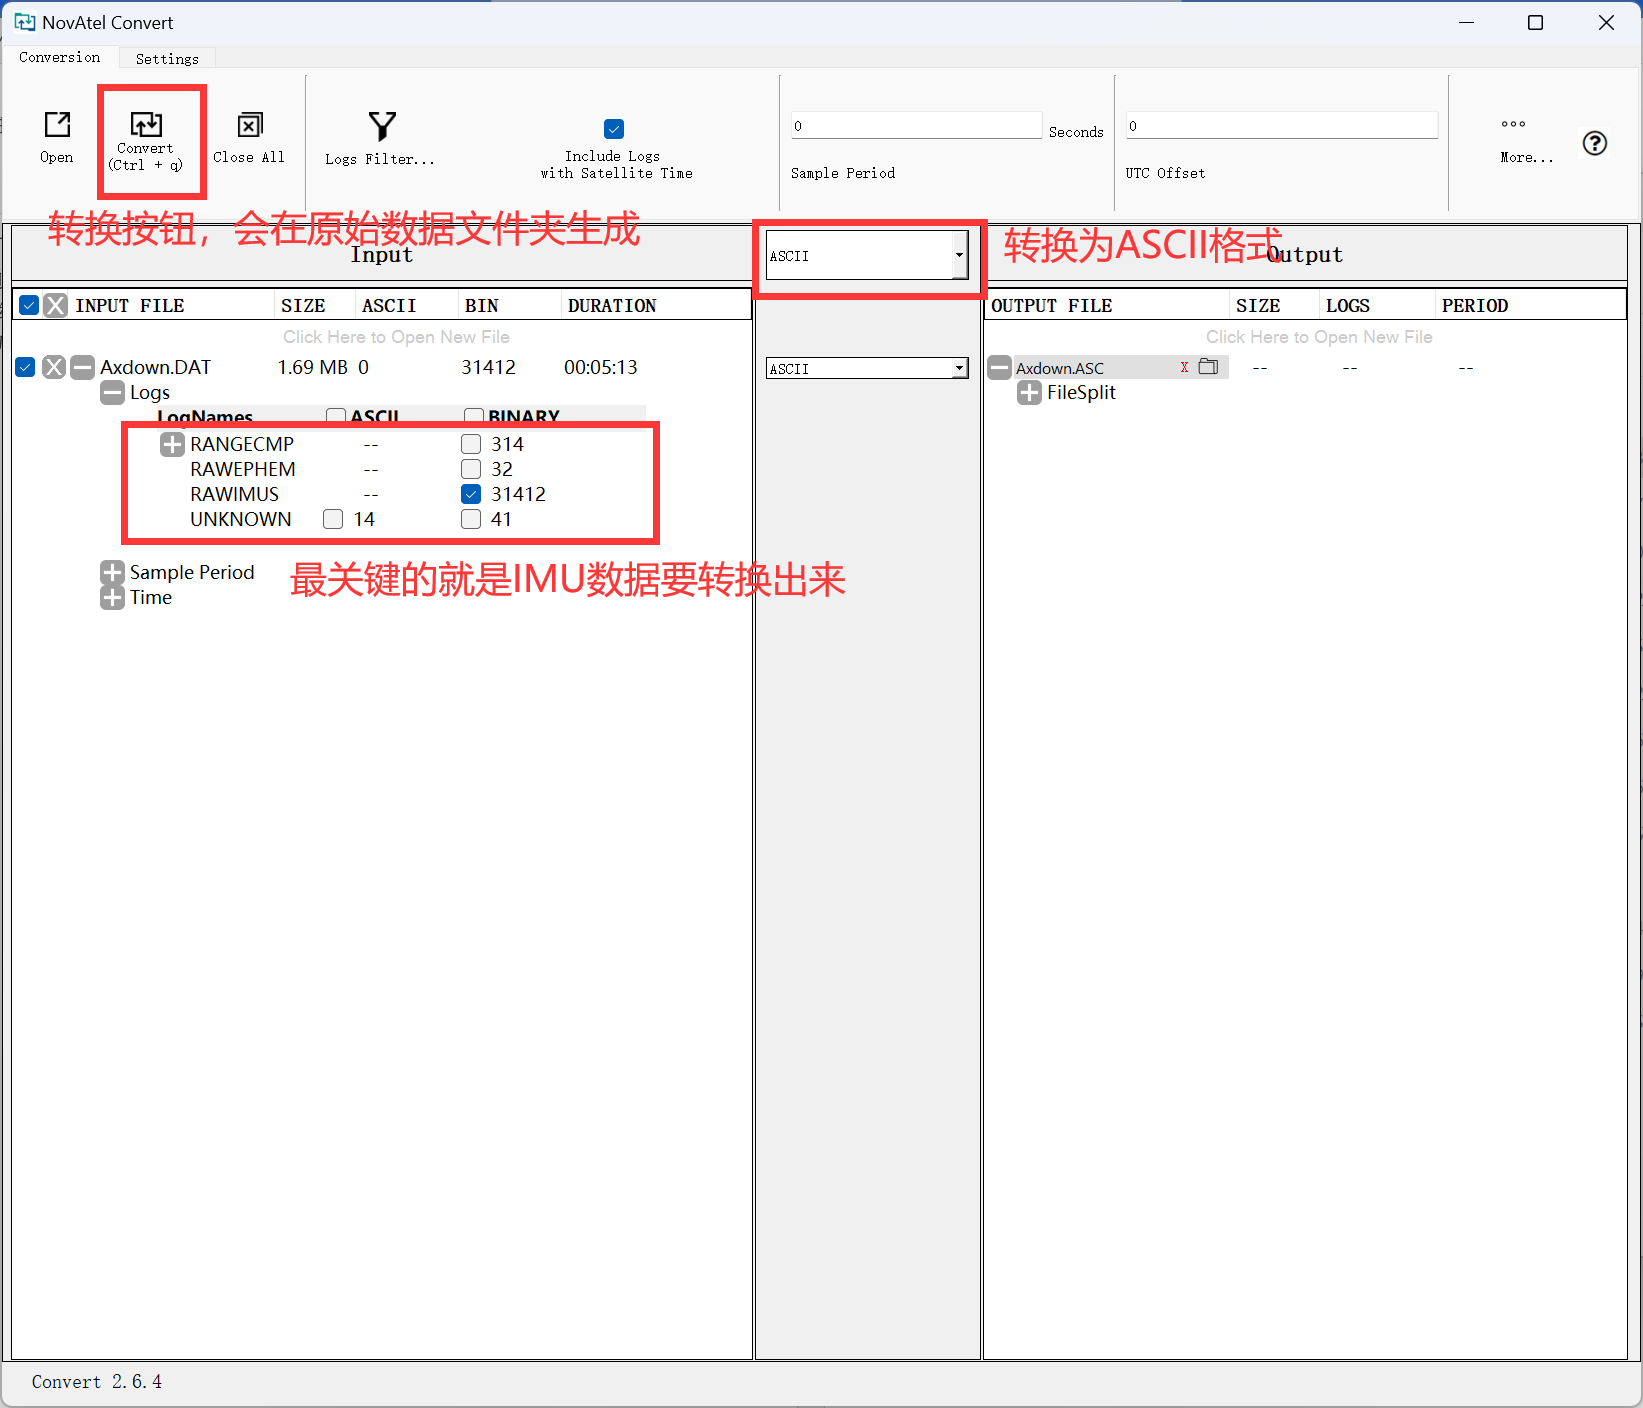 NovAtel Convert
Conversion
Settings
Open
Convert
(Ctrl + q)
Close All
Logs Filter...
Include Logs
with Satellite Time
0
Seconds
Sample Period
0
UTC Offset
More...
转换按钮，会在原始数据文件夹生成
Input
ASCII
转换为ASCII格式
Output
INPUT FILE SIZE ASCII BIN DURATION
OUTPUT FILE SIZE LOGS PERIOD
Click Here to Open New File
Click Here to Open New File
Axdown.DAT 1.69 MB 0 31412 00:05:13
ASCII
Axdown.ASC X -- -- --
Logs
FileSplit
LogNames ASCII BINARY
RANGECMP -- 314
RAWEPHEM -- 32
RAWIMUS -- 31412
UNKNOWN 14 41
Sample Period
最关键的就是IMU数据要转换出来
Time
Convert 2.6.4